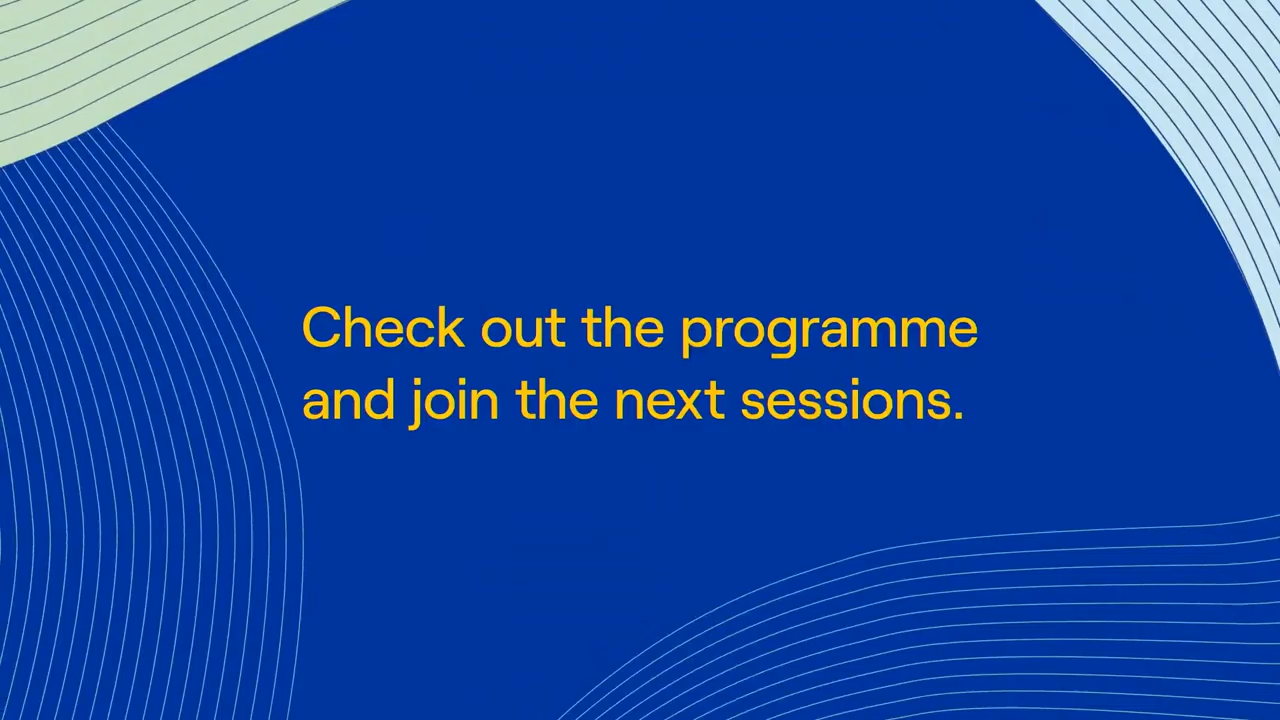 Check out the programme
and join the next sessions.